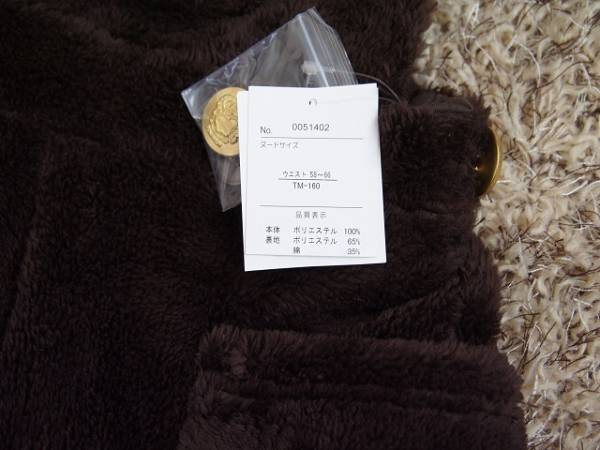 No. 0051402
ヌードサイズ
ウエスト 58〜66
TM-160
品質表示
本体 ポリエステル 100%
裏地 ポリエステル 65%
綿 35%